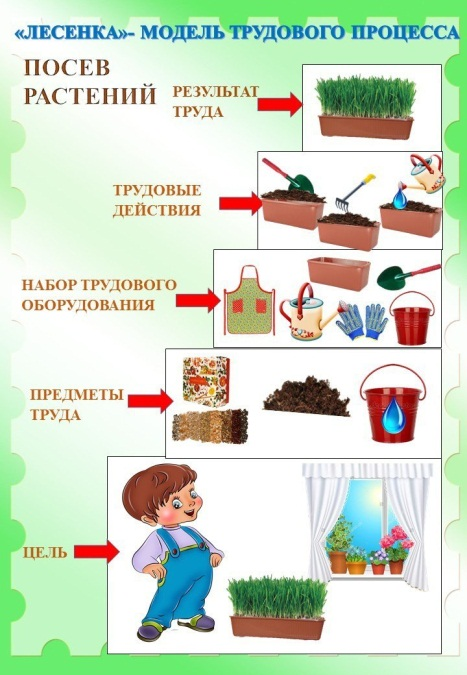 «ЛЕСЕНКА»- МОДЕЛЬ ТРУДОВОГО ПРОЦЕССА
ПОСЕВ
РАСТЕНИЙ
РЕЗУЛЬТАТ
ТРУДА
ТРУДОВЫЕ
ДЕЙСТВИЯ
НАБОР ТРУДОВОГО
ОБОРУДОВАНИЯ
ПРЕДМЕТЫ
ТРУДА
ЦЕЛЬ